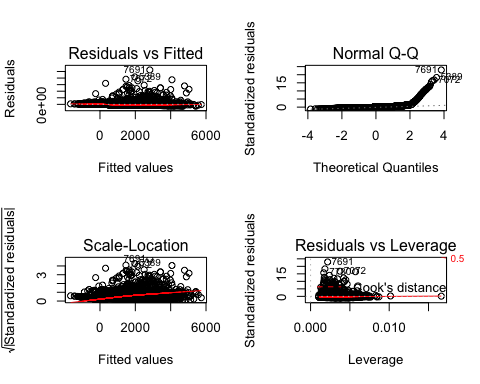 Residuals vs Fitted
Residuals
0e+00
7691
0 2000 6000
Fitted values
Normal Q-Q
Standardized residuals
0 15
7691
-4 -2 0 2 4
Theoretical Quantiles
Scale-Location
√|Standardized residuals|
0 3
0 2000 6000
Fitted values
Residuals vs Leverage
Standardized residuals
0 15
7691
0.5
Cook's distance
0.000 0.010
Leverage